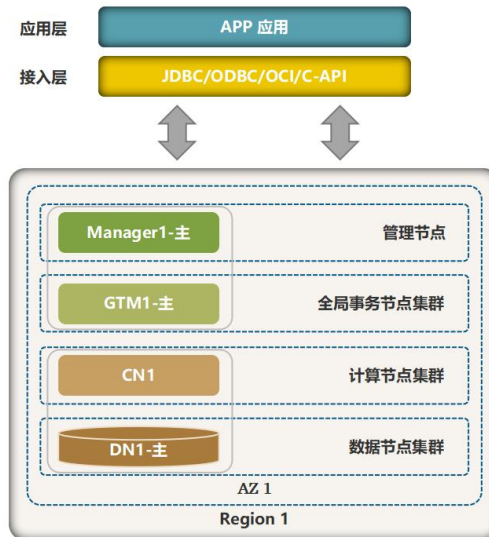 应用层 APP 应用
接入层 JDBC/ODBC/OCI/C-API
Manager1-主 管理节点
GTM1-主 全局事务节点集群
CN1 计算节点集群
DN1-主 数据节点集群
AZ 1
Region 1